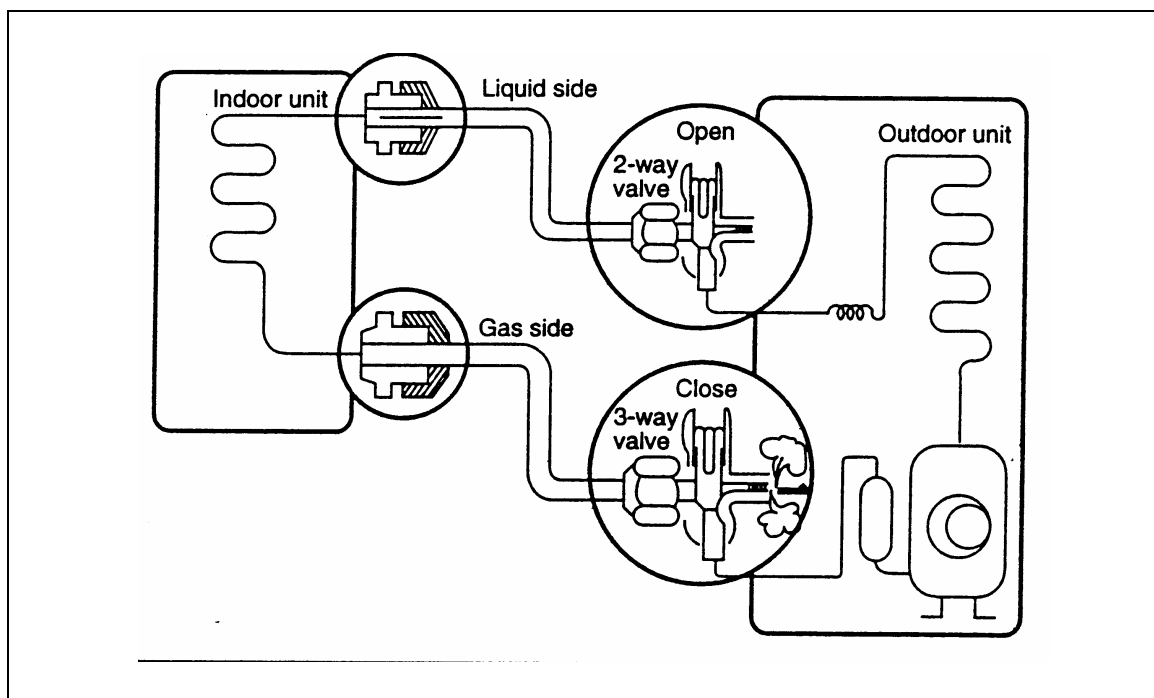 Indoor unit
Liquid side
Open
2-way
valve
Outdoor unit
Gas side
Close
3-way
valve